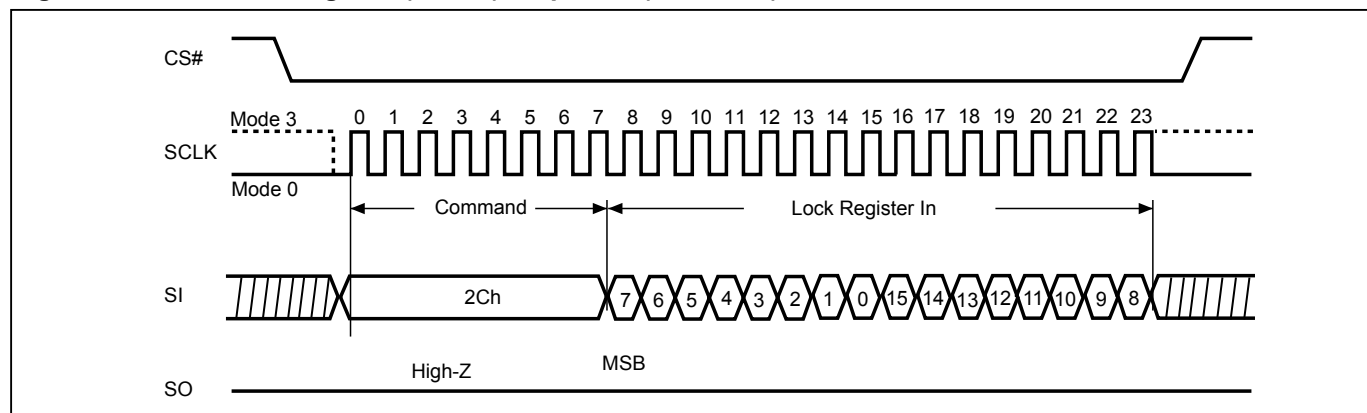 CS#
Mode 3 0 1 2 3 4 5 6 7 8 9 10 11 12 13 14 15 16 17 18 19 20 21 22 23
SCLK
Mode 0
Command Lock Register In
SI 2Ch 7 6 5 4 3 2 1 0 15 14 13 12 11 10 9 8
High-Z MSB
SO